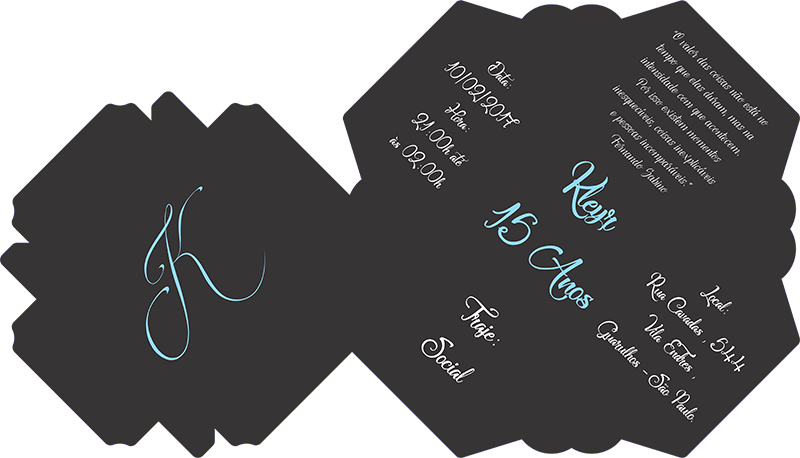 K
Data:
10/02/2017
Hora:
21:00h até
às 02:00h
"O valor das coisas não está no
tempo que elas duram, mas na
intensidade com que acontecem.
Por isso existem momentos
inesquecíveis, coisas inexplicáveis
e pessoas incomparáveis."
Fernando Sabino
Kleyr
15 Anos
Traje:
Social
Local:
Rua Cavadas, 544
Vila Endres,
Guarulhos - São Paulo.